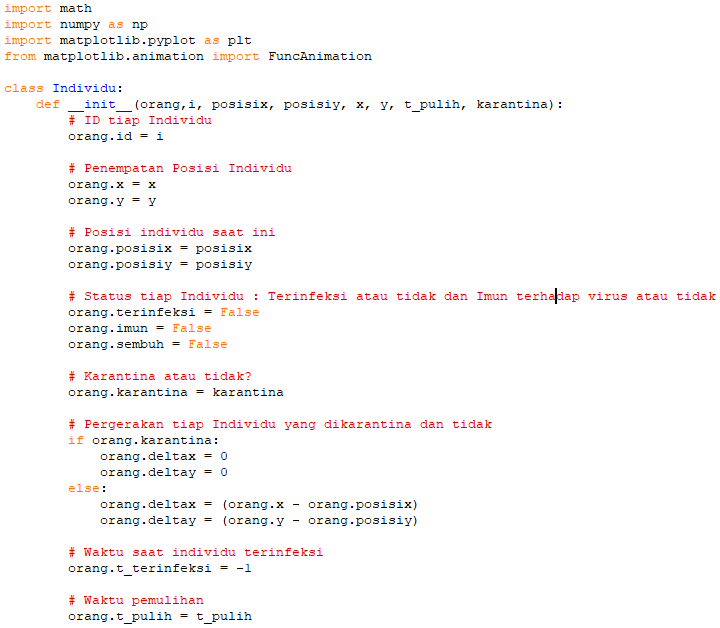 import math
import numpy as np
import matplotlib.pyplot as plt
from matplotlib.animation import FuncAnimation

class Individu:
    def __init__(orang,i, posisix, posisiy, x, y, t_pulih, karantina):
        # ID tiap Individu
        orang.id = i

        # Penempatan Posisi Individu
        orang.x = x
        orang.y = y

        # Posisi individu saat ini
        orang.posisix = posisix
        orang.posisiy = posisiy

        # Status tiap Individu : Terinfeksi atau tidak dan Imun terhadap virus atau tidak
        orang.terinfeksi = False
        orang.imun = False
        orang.sembuh = False

        # Karantina atau tidak?
        orang.karantina = karantina

        # Pergerakan tiap Individu yang dikarantina dan tidak
        if orang.karantina:
            orang.deltax = 0
            orang.deltay = 0
        else:
            orang.deltax = (orang.x - orang.posisix)
            orang.deltay = (orang.y - orang.posisiy)

        # Waktu saat individu terinfeksi
        orang.t_terinfeksi = -1

        # Waktu pemulihan
        orang.t_pulih = t_pulih